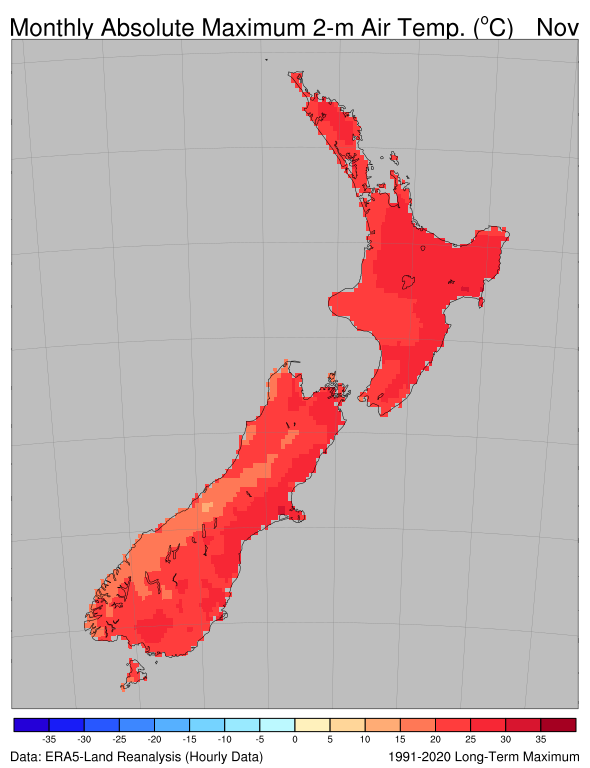 Monthly Absolute Maximum 2-m Air Temp. (°C) Nov
-35 -30 -25 -20 -15 -10 -5 0 5 10 15 20 25 30 35
Data: ERA5-Land Reanalysis (Hourly Data) 1991-2020 Long-Term Maximum